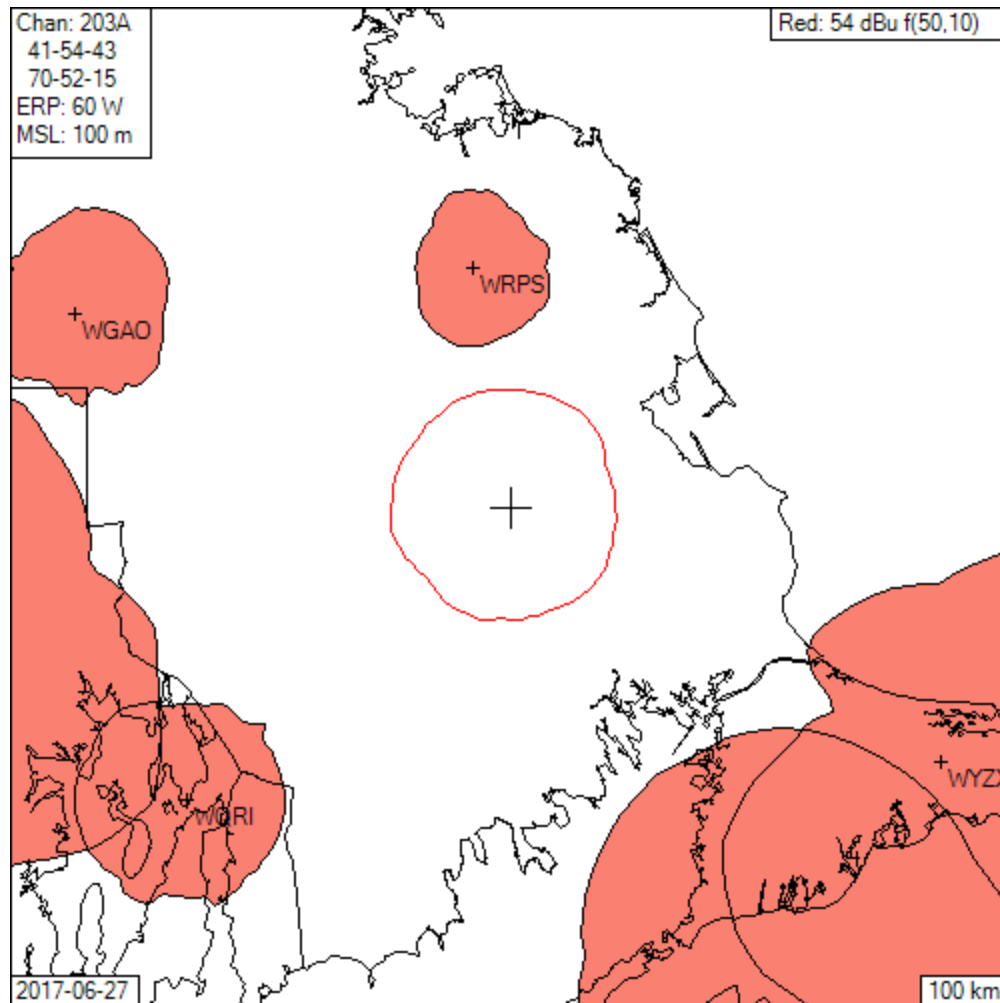 Chan: 203A
41-54-43
70-52-15
ERP: 60 W
MSL: 100 m
Red: 54 dBu f(50,10)
WRPS
WGAO
WYZX
WQRI
2017-06-27
100 km